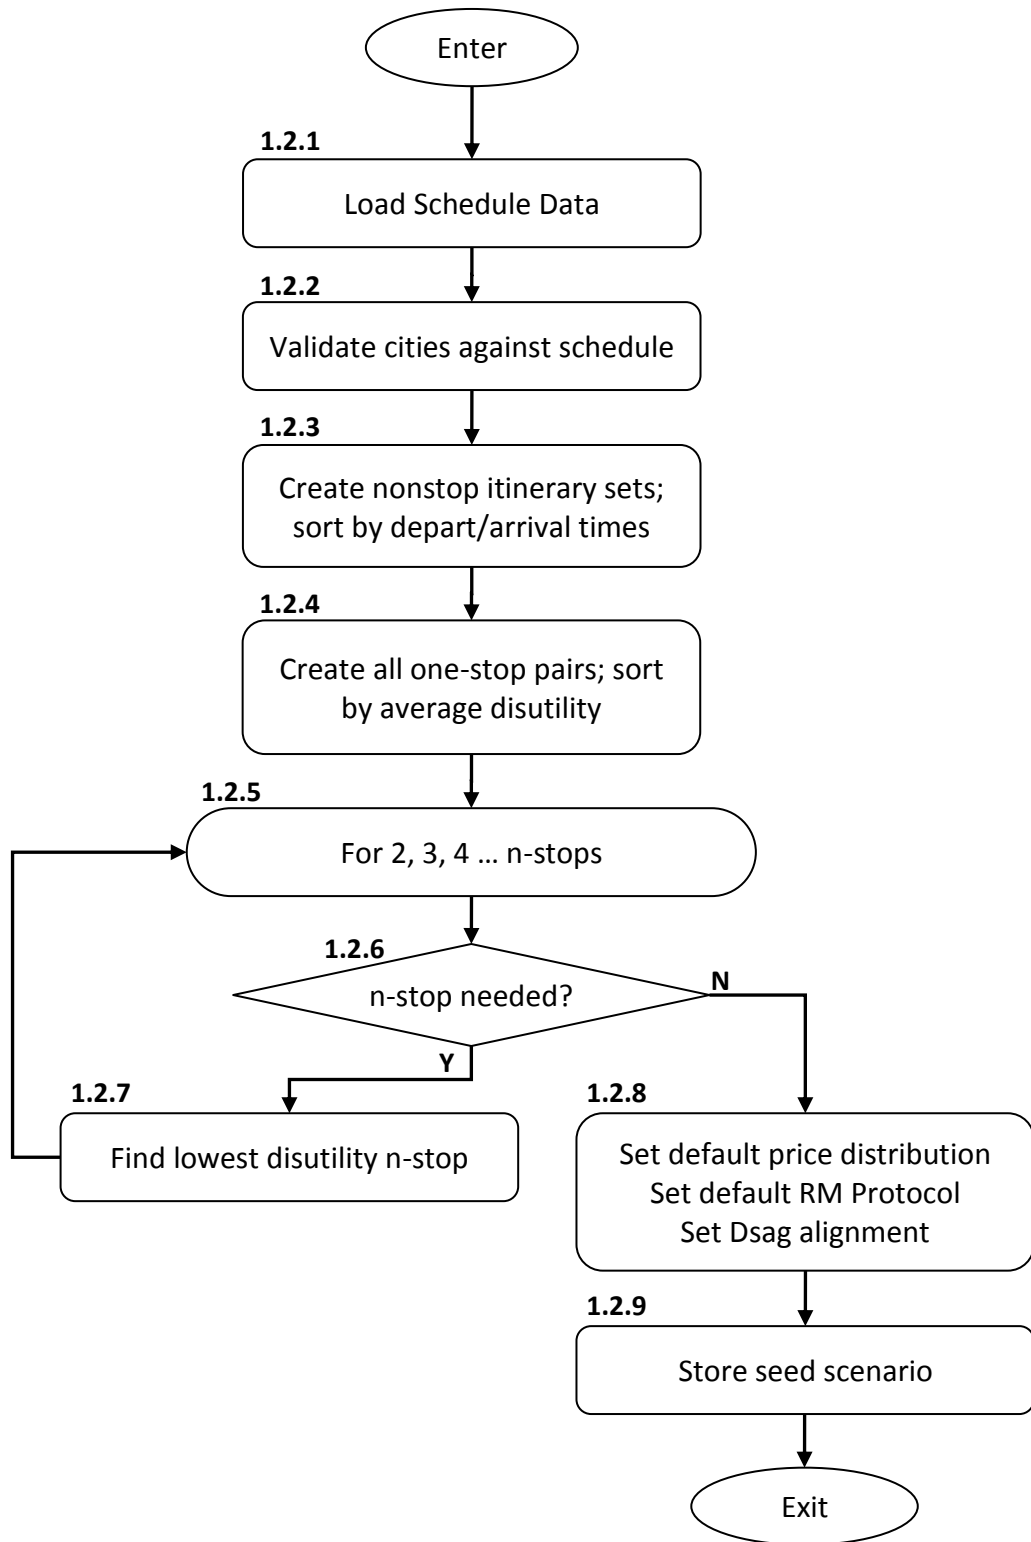 Enter
1.2.1
Load Schedule Data
1.2.2
Validate cities against schedule
1.2.3
Create nonstop itinerary sets;
sort by depart/arrival times
1.2.4
Create all one-stop pairs; sort
by average disutility
1.2.5
For 2, 3, 4 … n-stops
1.2.6
n-stop needed?
N
Y
1.2.7
Find lowest disutility n-stop
1.2.8
Set default price distribution
Set default RM Protocol
Set Dsag alignment
1.2.9
Store seed scenario
Exit